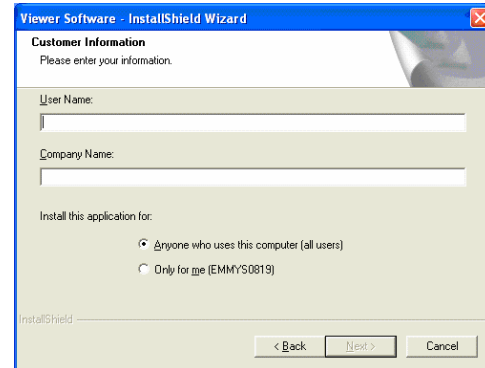 Viewer Software - InstallShield Wizard
Customer Information
Please enter your information.
User Name:
Company Name:
Install this application for:
Anyone who uses this computer (all users)
Only for me (EMMYS0819)
InstallShield
< Back Next > Cancel